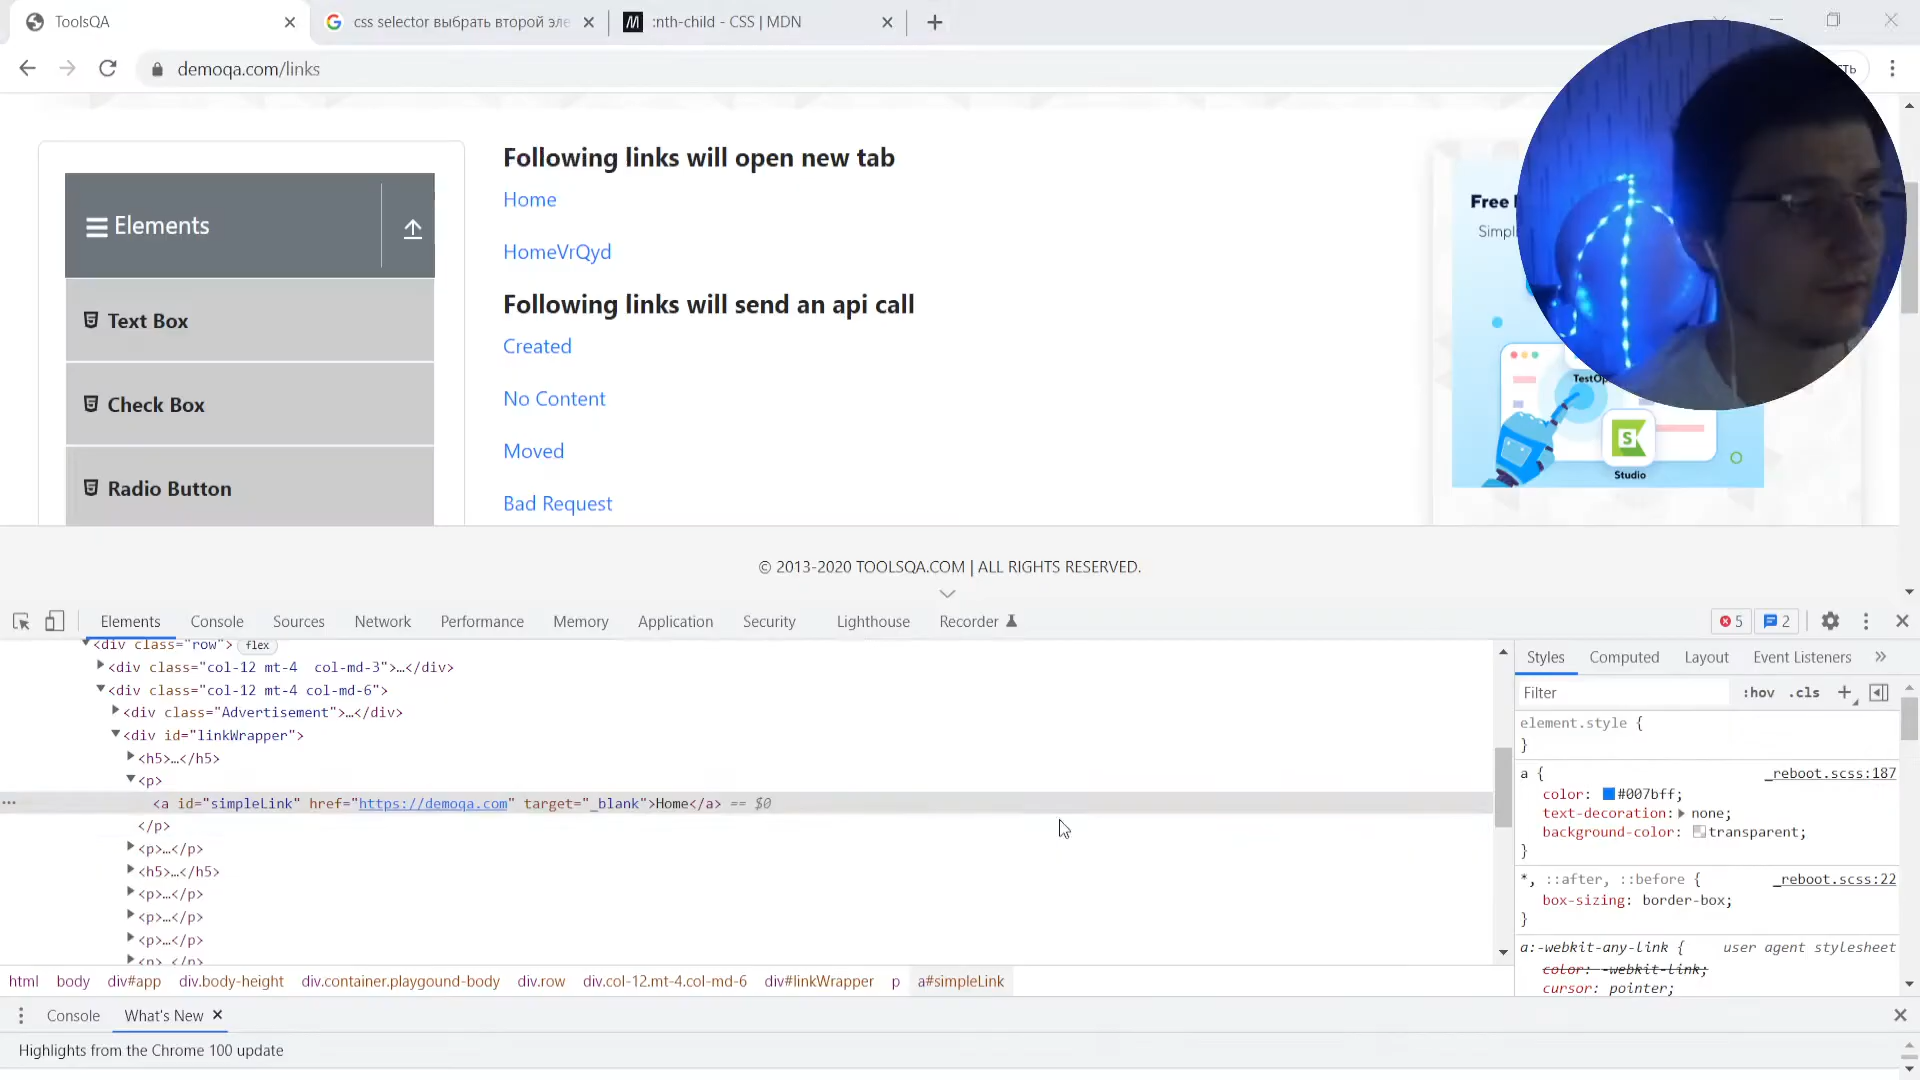 ToolsQA
css selector выбрать второй эле
:nth-child - CSS | MDN
demoqa.com/links
Elements
Text Box
Check Box
Radio Button
Following links will open new tab
Home
HomeVrQyd
Following links will send an api call
Created
No Content
Moved
Bad Request
Free
Simpl
TestOp
Studio
© 2013-2020 TOOLSQA.COM | ALL RIGHTS RESERVED.
Elements Console Sources Network Performance Memory Application Security Lighthouse Recorder 5 2
<div class="row"> flex
<div class="col-12 mt-4  col-md-3">…</div>
<div class="col-12 mt-4 col-md-6">
<div class="Advertisement">…</div>
<div id="linkWrapper">
<h5>…</h5>
<p>
<a id="simpleLink" href="https://demoqa.com" target="_blank">Home</a> == $0
</p>
<p>…</p>
<h5>…</h5>
<p>…</p>
<p>…</p>
<p>…</p>
<p>…</p>
Styles Computed Layout Event Listeners »
Filter :hov .cls +
element.style {
}
a { _reboot.scss:187
color: #007bff;
text-decoration: none;
background-color: transparent;
}
*, ::after, ::before { _reboot.scss:22
box-sizing: border-box;
}
a:-webkit-any-link { user agent stylesheet
color: -webkit-link;
cursor: pointer;
html body div#app div.body-height div.container.playgound-body div.row div.col-12.mt-4.col-md-6 div#linkWrapper p a#simpleLink
Console What's New
Highlights from the Chrome 100 update